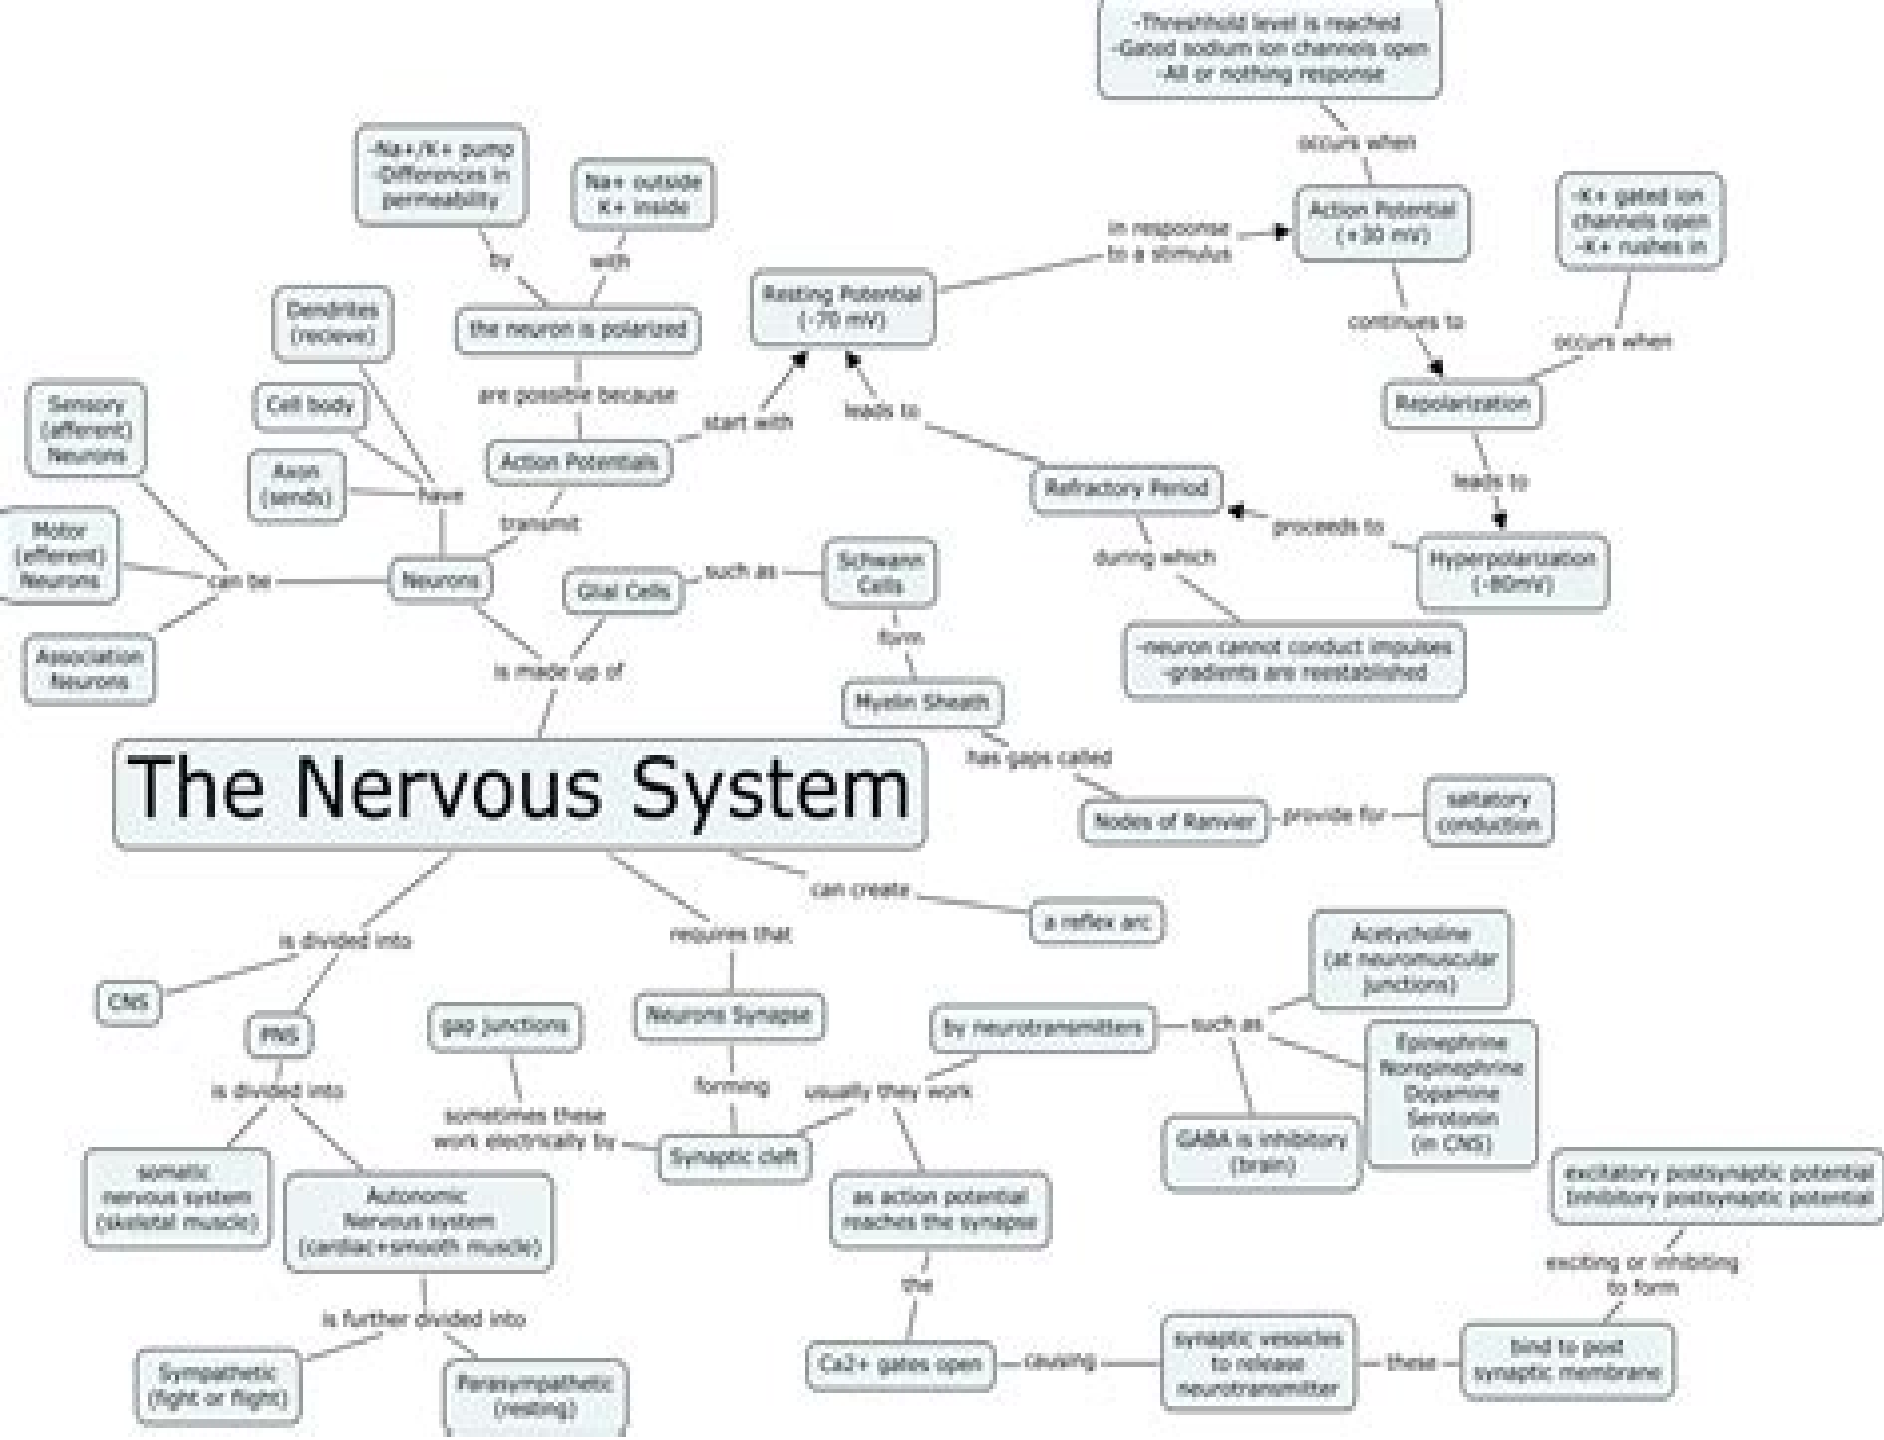 -Threshhold level is reached
-Gated sodium ion channels open
-All or nothing response
occurs when
-Na+/K+ pump
-Differences in
permeability
Na+ outside
K+ inside
by
with
Action Potential
(+30 mV)
-K+ gated ion
channels open
-K+ rushes in
in response
to a stimulus
Resting Potential
(-70 mV)
Dendrites
(recieve)
the neuron is polarized
continues to
occurs when
are possible because
start with
leads to
Repolarization
Sensory
(afferent)
Neurons
Cell body
Axon
(sends)
have
Action Potentials
transmit
Refractory Period
leads to
proceeds to
Hyperpolarization
(-80mV)
during which
-neuron cannot conduct impulses
-gradients are reestablished
Motor
(efferent)
Neurons
can be
Neurons
Glial Cells
such as
Schwann
Cells
form
Association
Neurons
is made up of
Myelin Sheath
has gaps called
The Nervous System
Nodes of Ranvier
provide for
saltatory
conduction
can create
a reflex arc
is divided into
requires that
CNS
PNS
gap junctions
Neurons Synapse
by neurotransmitters
such as
Acetycholine
(at neuromuscular
junctions)
Epinephrine
Norepinephrine
Dopamine
Serotonin
(in CNS)
GABA is inhibitory
(brain)
is divided into
sometimes these
work electrically by
forming
usually they work
Synaptic cleft
somatic
nervous system
(skeletal muscle)
Autonomic
Nervous system
(cardiac+smooth muscle)
as action potential
reaches the synapse
excitatory postsynaptic potential
Inhibitory postsynaptic potential
the
exciting or inhibiting
to form
is further divided into
Sympathetic
(fight or flight)
Parasympathetic
(resting)
Ca2+ gates open
causing
synaptic vessicles
to release
neurotransmitter
these
bind to post
synaptic membrane